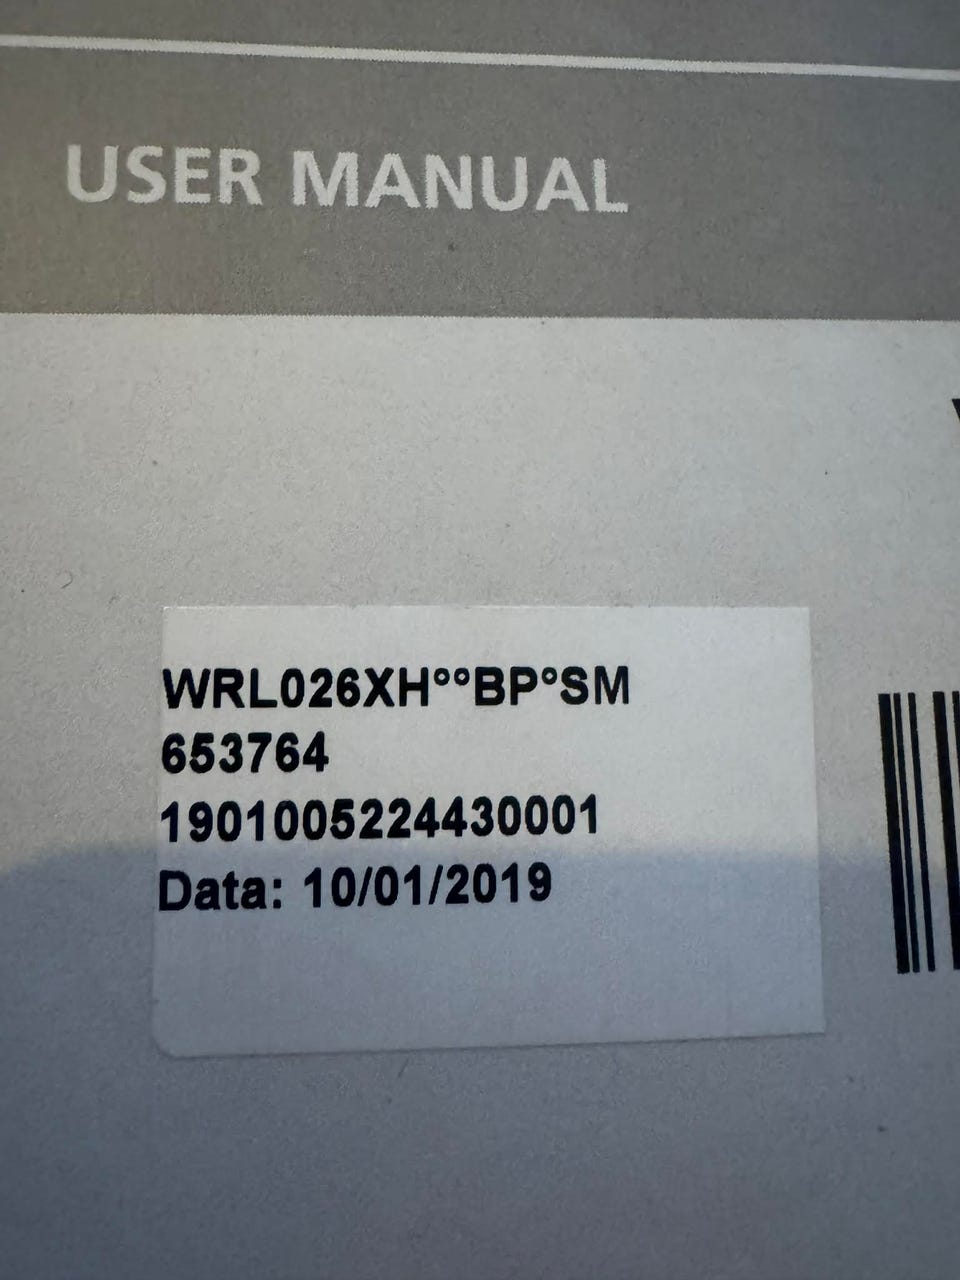 USER MANUAL
WRL026XH°°BP°SM
653764
1901005224430001
Data: 10/01/2019